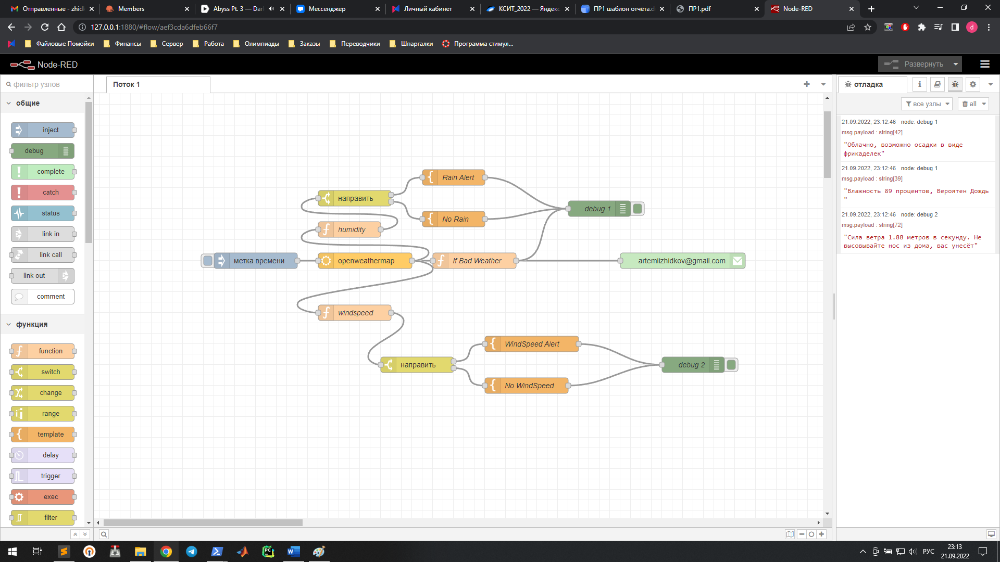 Отправленные - zhidl
Members
Abyss Pt. 3 — Dar
Мессенджер
Личный кабинет
КСИТ_2022 — Яндекс
ПР1 шаблон отчёта.d
ПР1.pdf
Node-RED
127.0.0.1:1880/#flow/aef3cda6dfeb66f7
d
Файловые Помойки
Финансы
Сервер
Работа
Олимпиады
Заказы
Переводчики
Шпаргалки
Программа стимул...
Node-RED
Развернуть
фильтр узлов
Поток 1
отладка
общие
все узлы
all
inject
debug
complete
catch
status
link in
link call
link out
comment
функция
function
switch
change
range
template
delay
trigger
exec
filter
Rain Alert
направить
debug 1
No Rain
humidity
метка времени
openweathermap
If Bad Weather
artemiizhidkov@gmail.com
windspeed
WindSpeed Alert
направить
debug 2
No WindSpeed
21.09.2022, 23:12:46 node: debug 1
msg.payload : string[42]
"Облачно, возможно осадки в виде
фрикаделек"
21.09.2022, 23:12:46 node: debug 1
msg.payload : string[39]
"Влажность 89 процентов, Вероятен Дождь
"
21.09.2022, 23:12:46 node: debug 2
msg.payload : string[72]
"Сила ветра 1.88 метров в секунду. Не
высовывайте нос из дома, вас унесёт"
РУС
23:13
21.09.2022